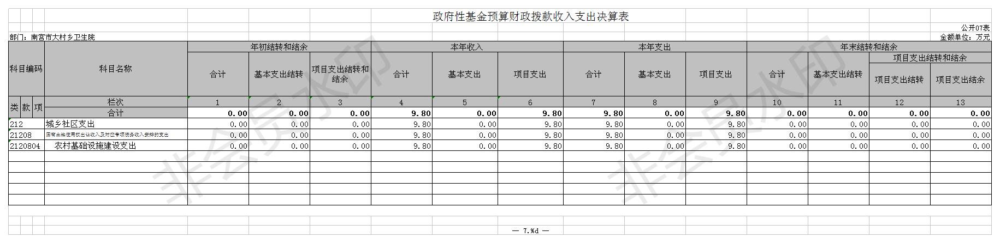 政府性基金预算财政拨款收入支出决算表
公开07表
部门：南宫市大村乡卫生院 金额单位：万元
科目编码 科目名称 年初结转和结余 本年收入 本年支出 年末结转和结余
合计 基本支出结转 项目支出结转和结余 合计 基本支出 项目支出 合计 基本支出 项目支出 合计 基本支出结转 项目支出结转和结余
项目支出结转 项目支出结余
类 款 项 栏次 1 2 3 4 5 6 7 8 9 10 11 12 13
合计 0.00 0.00 0.00 9.80 0.00 9.80 9.80 0.00 9.80 0.00 0.00 0.00 0.00
212 城乡社区支出 0.00 0.00 0.00 9.80 0.00 9.80 9.80 0.00 9.80 0.00 0.00 0.00 0.00
21208 国有土地使用权出让收入及对应专项债务收入安排的支出 0.00 0.00 0.00 9.80 0.00 9.80 9.80 0.00 9.80 0.00 0.00 0.00 0.00
2120804 农村基础设施建设支出 0.00 0.00 0.00 9.80 0.00 9.80 9.80 0.00 9.80 0.00 0.00 0.00 0.00
— 7.%d —
非会员水印
非会员水印